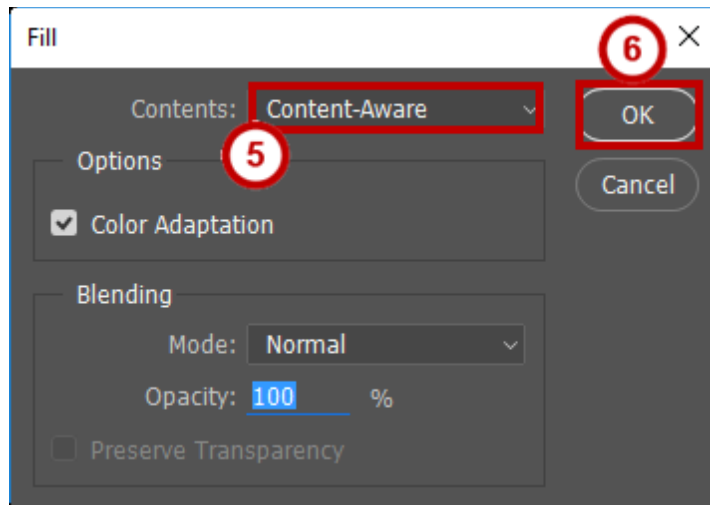 Fill
6
Contents: Content-Aware
OK
5
Options
Cancel
Color Adaptation
Blending
Mode: Normal
Opacity: 100 %
Preserve Transparency